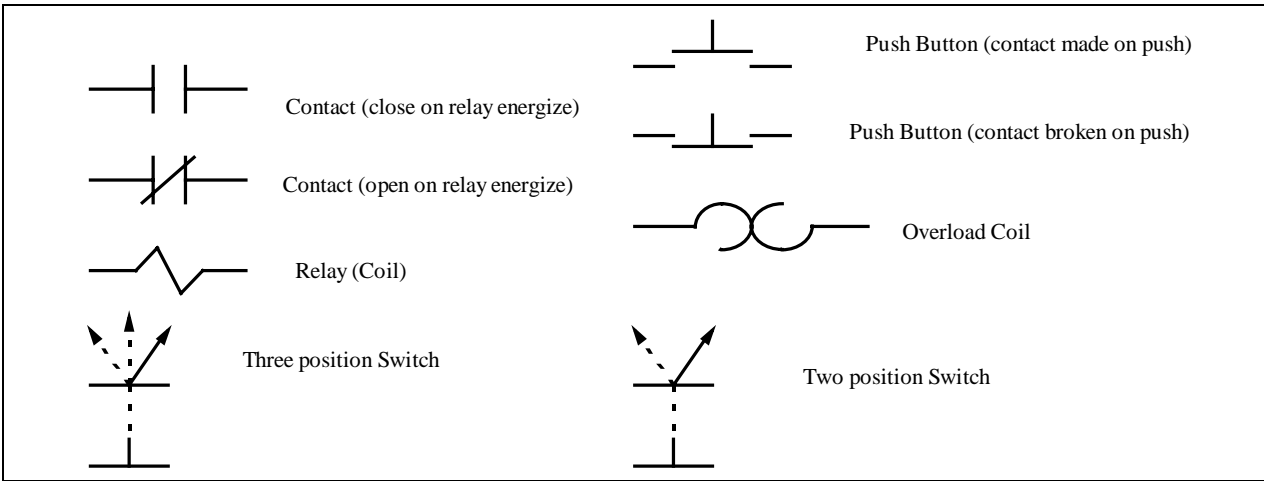 Push Button (contact made on push)
Contact (close on relay energize)
Push Button (contact broken on push)
Contact (open on relay energize)
Overload Coil
Relay (Coil)
Three position Switch
Two position Switch